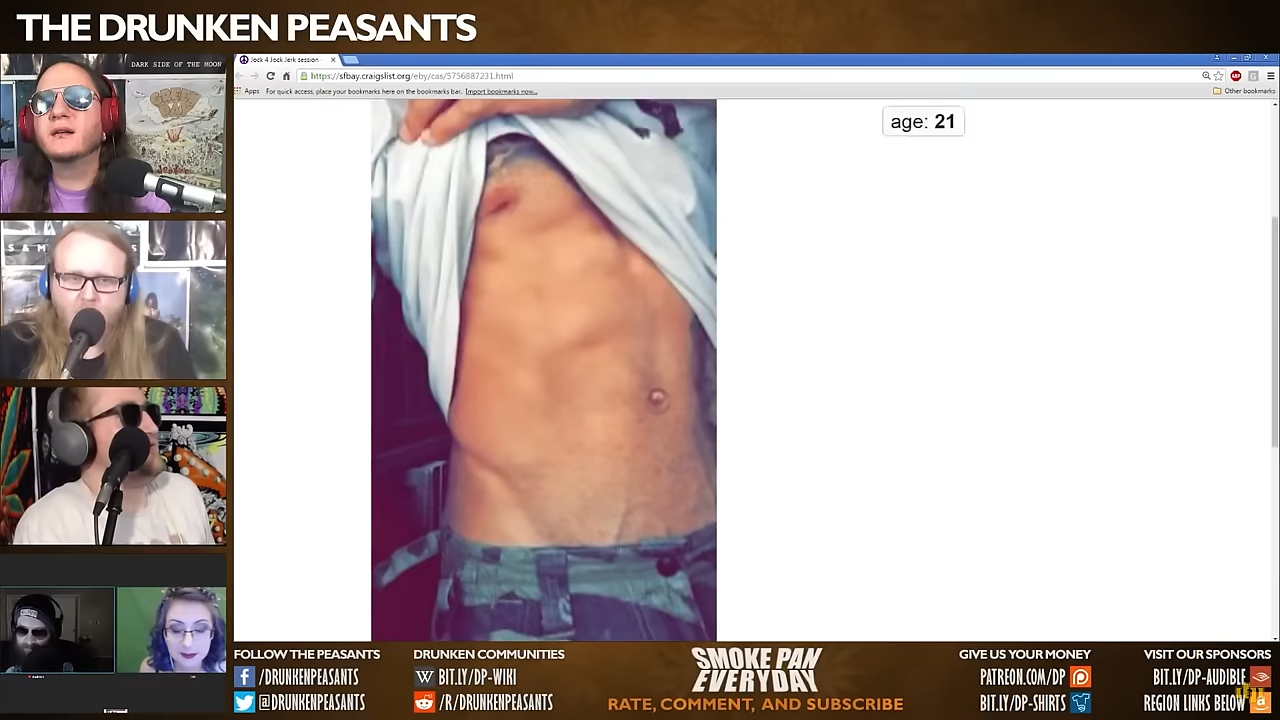 THE DRUNKEN PEASANTS
DARK SIDE OF THE MOON
Jock 4 Jock Jerk session
https://sfbay.craigslist.org/eby/cas/5756887231.html
Apps For quick access, place your bookmarks here on the bookmarks bar. Import bookmarks now...
Other bookmarks
age: 21
FOLLOW THE PEASANTS
/DRUNKENPEASANTS
@DRUNKENPEASANTS
DRUNKEN COMMUNITIES
BIT.LY/DP-WIKI
/R/DRUNKENPEASANTS
SMOKE PAN
EVERYDAY
RATE, COMMENT, AND SUBSCRIBE
GIVE US YOUR MONEY
PATREON.COM/DP
BIT.LY/DP-SHIRTS
VISIT OUR SPONSORS
BIT.LY/DP-AUDIBLE
REGION LINKS BELOW